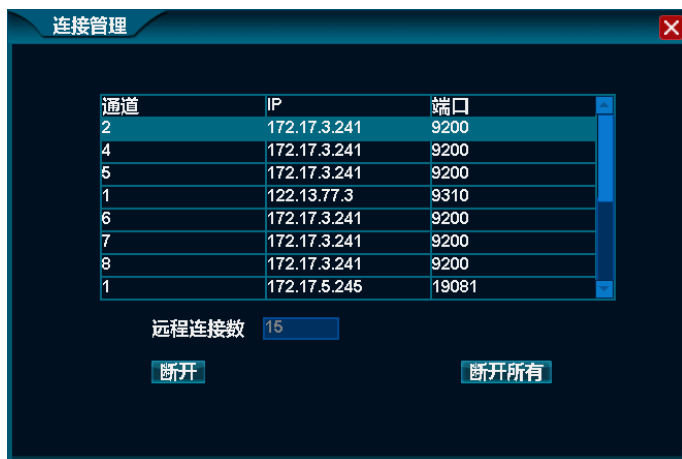 连接管理
通道 IP 端口
2 172.17.3.241 9200
4 172.17.3.241 9200
5 172.17.3.241 9200
1 122.13.77.3 9310
6 172.17.3.241 9200
7 172.17.3.241 9200
8 172.17.3.241 9200
1 172.17.5.245 19081
远程连接数 15
断开 断开所有